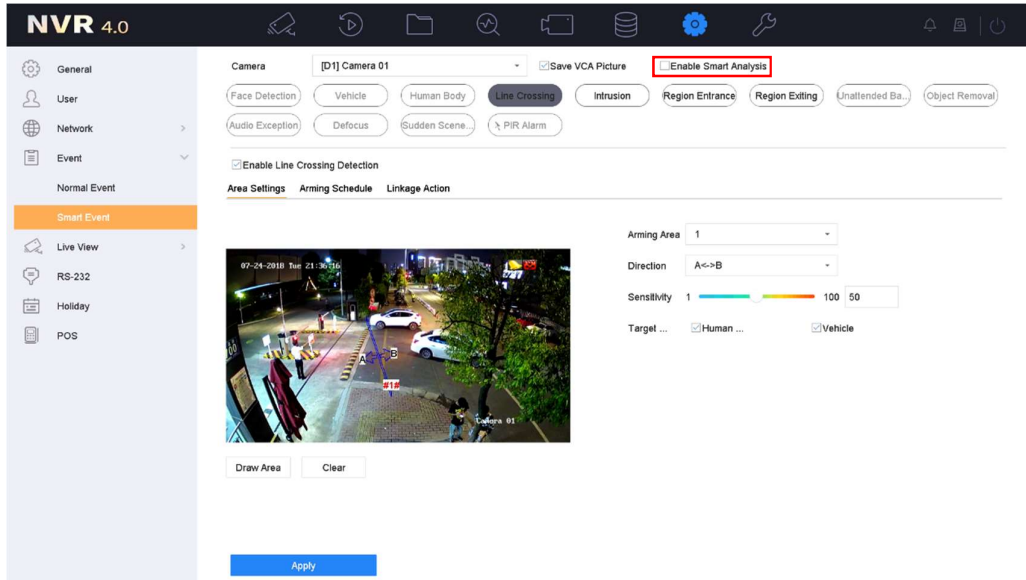 NVR 4.0
General
User
Network
Event
Normal Event
Smart Event
Live View
RS-232
Holiday
POS
Camera [D1] Camera 01 Save VCA Picture Enable Smart Analysis
Face Detection Vehicle Human Body Line Crossing Intrusion Region Entrance Region Exiting Unattended Ba... Object Removal
Audio Exception Defocus Sudden Scene... PIR Alarm
Enable Line Crossing Detection
Area Settings Arming Schedule Linkage Action
Arming Area 1
Direction A<->B
Sensitivity 1 100 50
Target ... Human ... Vehicle
07-24-2018 Tue 21:36:16
A B
#1#
Camera 01
Draw Area Clear
Apply